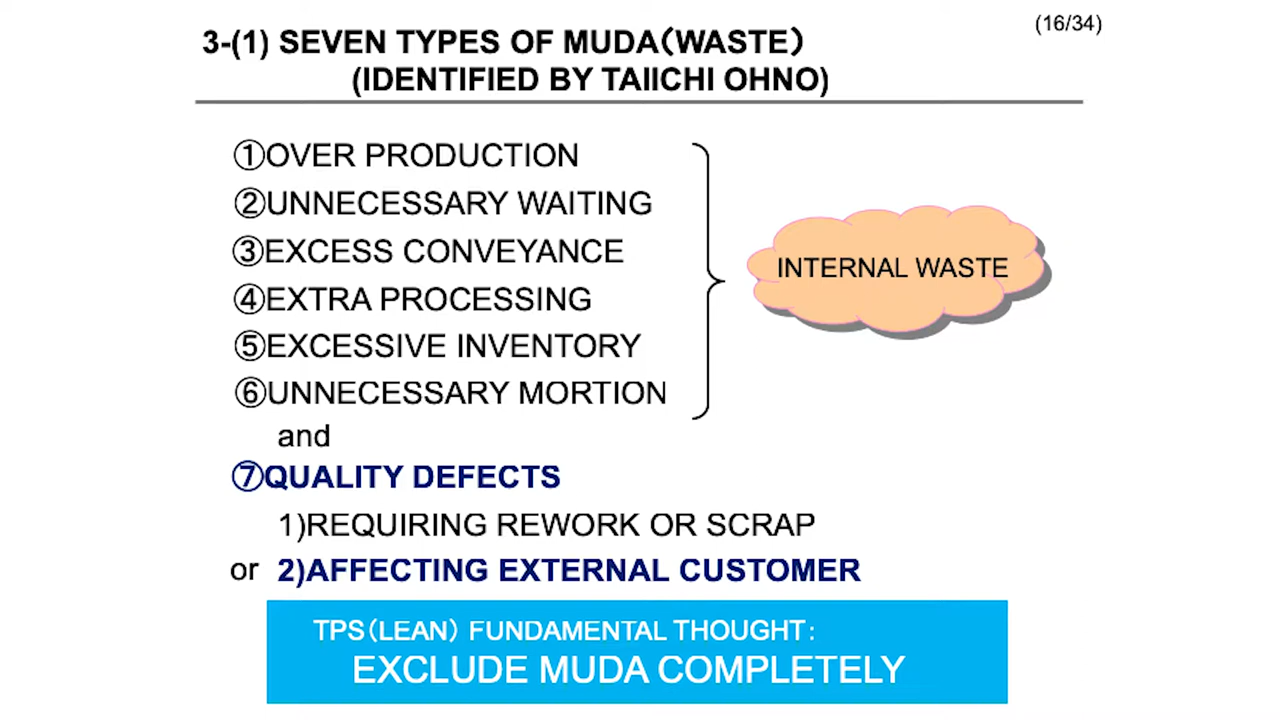 (16/34)
3-(1) SEVEN TYPES OF MUDA（WASTE）
(IDENTIFIED BY TAIICHI OHNO)
①OVER PRODUCTION
②UNNECESSARY WAITING
③EXCESS CONVEYANCE
④EXTRA PROCESSING
⑤EXCESSIVE INVENTORY
⑥UNNECESSARY MORTION
INTERNAL WASTE
and
⑦QUALITY DEFECTS
1)REQUIRING REWORK OR SCRAP
or 2)AFFECTING EXTERNAL CUSTOMER
TPS（LEAN）FUNDAMENTAL THOUGHT：
EXCLUDE MUDA COMPLETELY